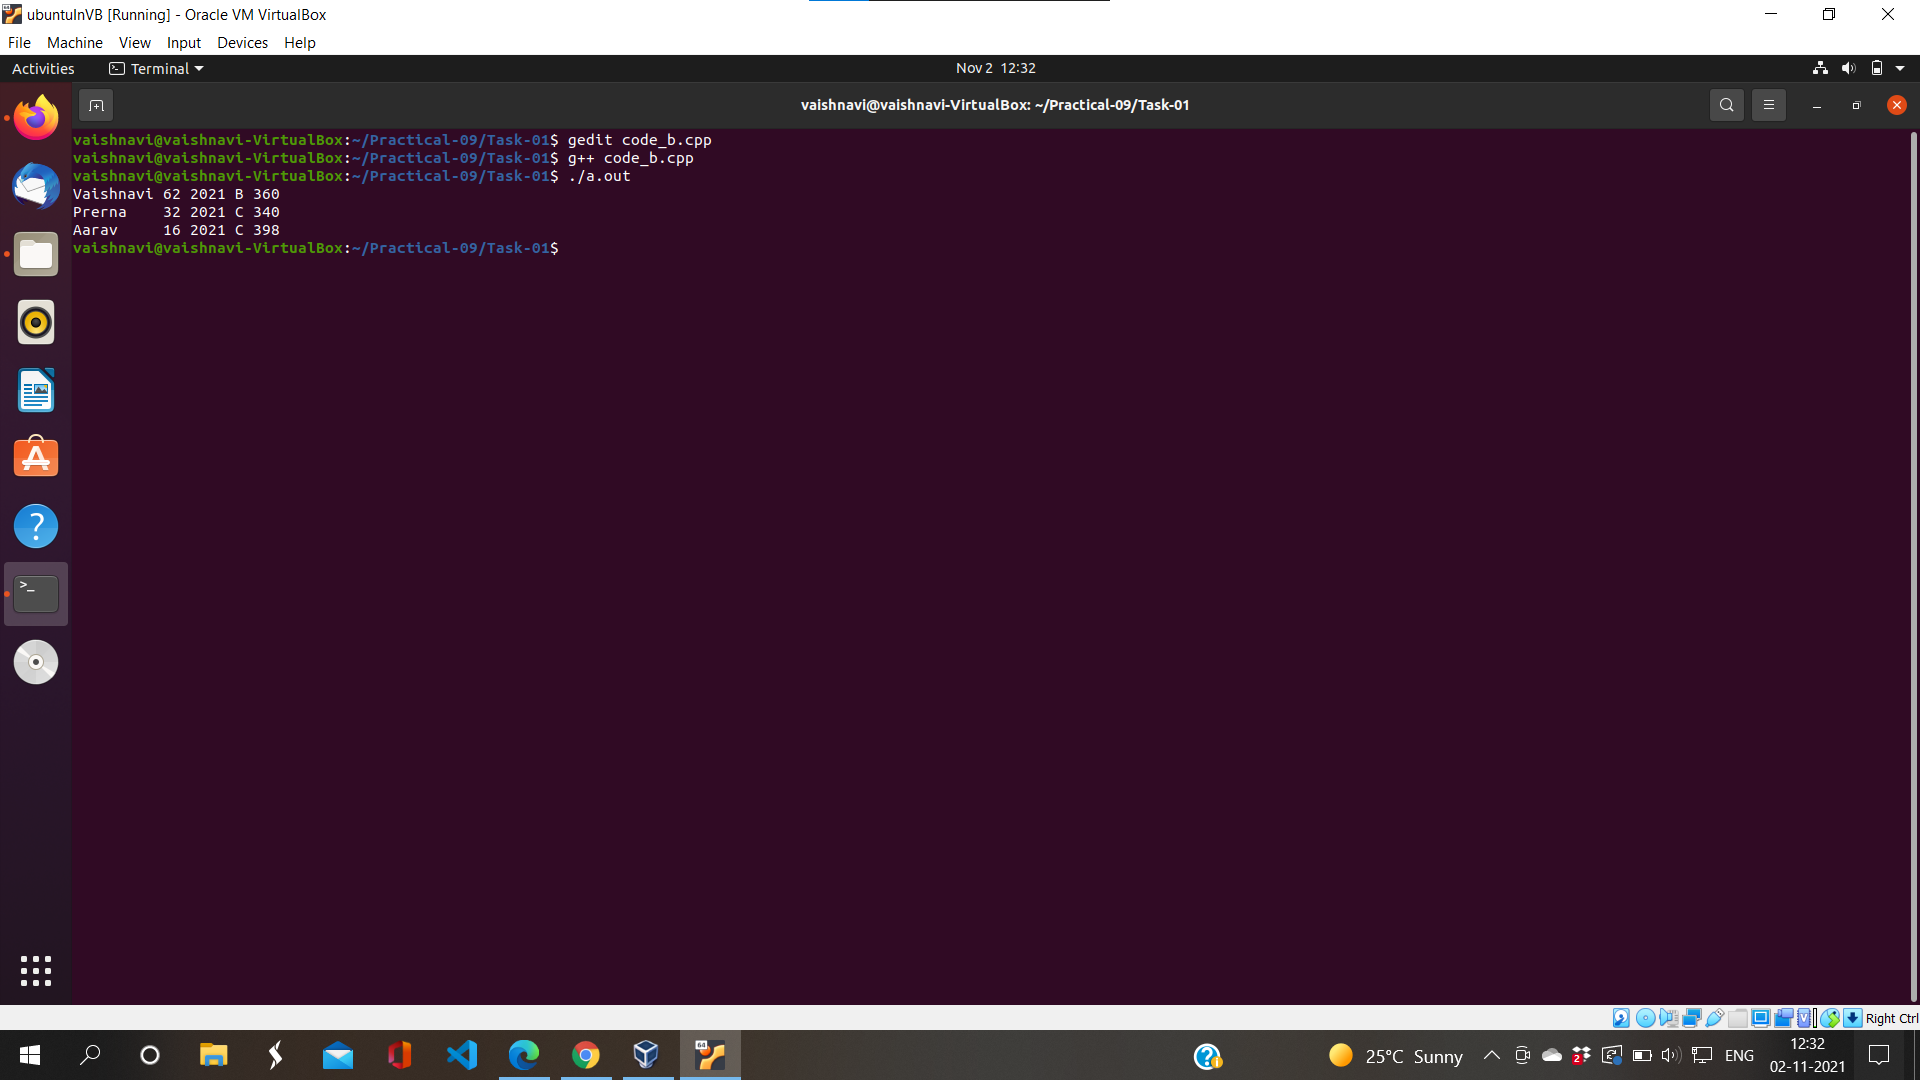 ubuntuInVB [Running] - Oracle VM VirtualBox
File Machine View Input Devices Help
Activities Terminal Nov 2 12:32
vaishnavi@vaishnavi-VirtualBox: ~/Practical-09/Task-01
vaishnavi@vaishnavi-VirtualBox:~/Practical-09/Task-01$ gedit code_b.cpp
vaishnavi@vaishnavi-VirtualBox:~/Practical-09/Task-01$ g++ code_b.cpp
vaishnavi@vaishnavi-VirtualBox:~/Practical-09/Task-01$ ./a.out
Vaishnavi 62 2021 B 360
Prerna    32 2021 C 340
Aarav     16 2021 C 398
vaishnavi@vaishnavi-VirtualBox:~/Practical-09/Task-01$
Right Ctrl
25°C Sunny ENG 12:32
02-11-2021